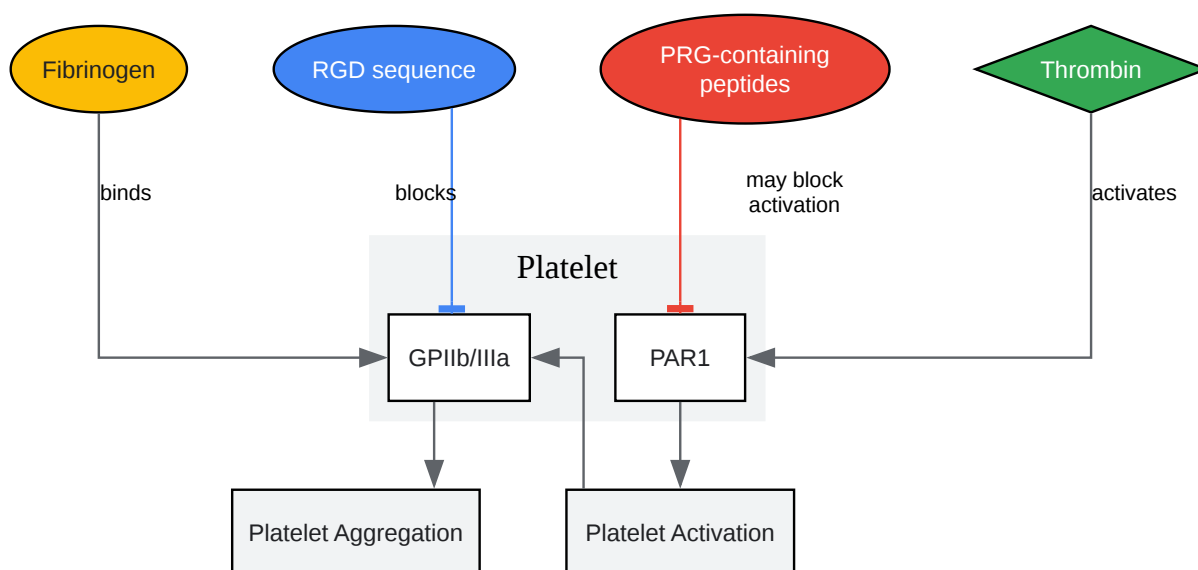 Fibrinogen
RGD sequence
PRG-containing
peptides
Thrombin
binds
blocks
may block
activation
activates
Platelet
GPIIb/IIIa
PAR1
Platelet Aggregation
Platelet Activation